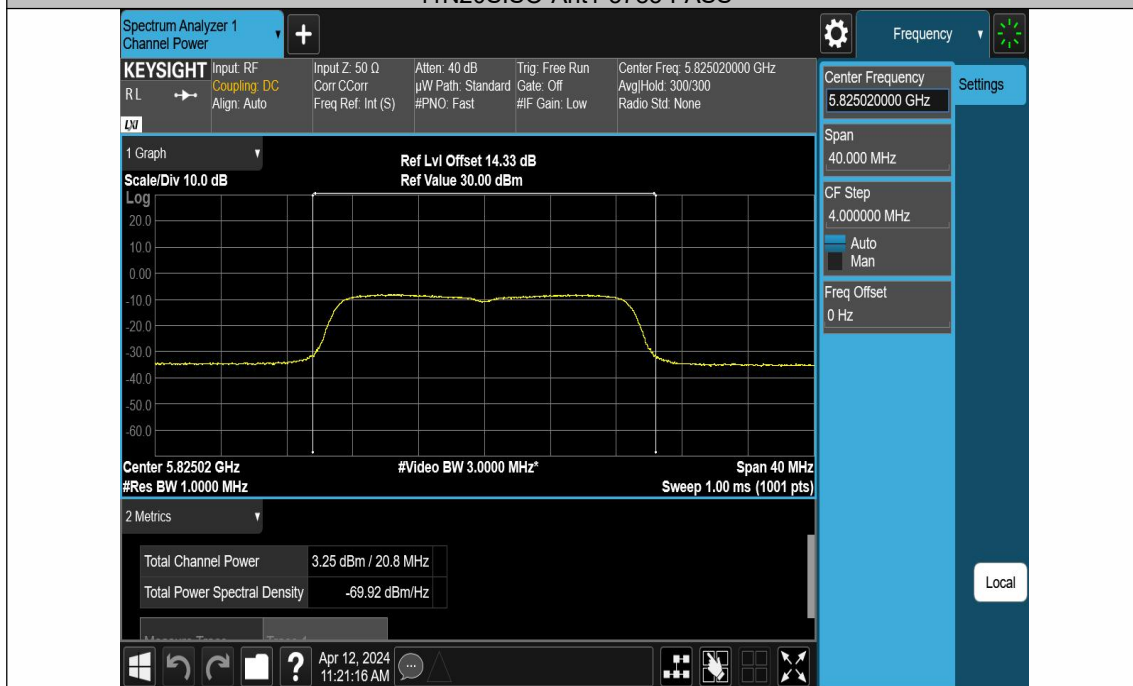 Spectrum Analyzer 1
Channel Power
Frequency
KEYSIGHT
RL
LXI
Input: RF
Coupling: DC
Align: Auto
Input Z: 50 Ω
Corr CCorr
Freq Ref: Int (S)
Atten: 40 dB
µW Path: Standard
#PNO: Fast
Trig: Free Run
Gate: Off
#IF Gain: Low
Center Freq: 5.825020000 GHz
Avg|Hold: 300/300
Radio Std: None
Center Frequency
5.825020000 GHz
Settings
Span
40.000 MHz
CF Step
4.000000 MHz
Auto
Man
Freq Offset
0 Hz
1 Graph
Ref Lvl Offset 14.33 dB
Scale/Div 10.0 dB
Ref Value 30.00 dBm
Log
20.0
10.0
0.00
-10.0
-20.0
-30.0
-40.0
-50.0
-60.0
Center 5.82502 GHz
#Video BW 3.0000 MHz*
Span 40 MHz
#Res BW 1.0000 MHz
Sweep 1.00 ms (1001 pts)
2 Metrics
Total Channel Power
3.25 dBm / 20.8 MHz
Total Power Spectral Density
-69.92 dBm/Hz
Local
?
Apr 12, 2024
11:21:16 AM